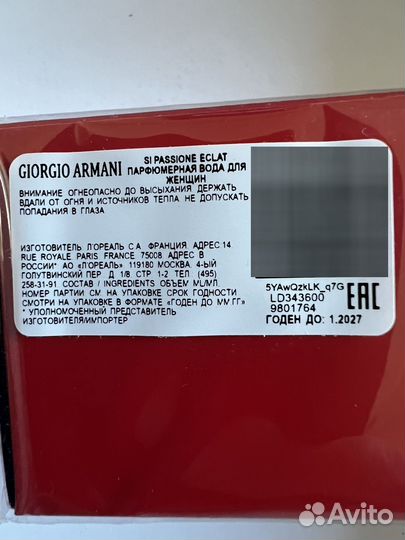 GIORGIO ARMANI
SI PASSIONE ECLAT
ПАРФЮМЕРНАЯ ВОДА ДЛЯ
ЖЕНЩИН
ВНИМАНИЕ ОГНЕОПАСНО ДО ВЫСЫХАНИЯ ДЕРЖАТЬ
ВДАЛИ ОТ ОГНЯ И ИСТОЧНИКОВ ТЕПЛА НЕ ДОПУСКАТЬ
ПОПАДАНИЯ В ГЛАЗА
ИЗГОТОВИТЕЛЬ Л'ОРЕАЛЬ С.А. ФРАНЦИЯ. АДРЕС:14
RUE ROYALE PARIS FRANCE 75008 АДРЕС В
РОССИИ* АО «Л'ОРЕАЛЬ» 119180 МОСКВА 4-ЫЙ
ГОЛУТВИНСКИЙ ПЕР Д 1/8 СТР 1-2 ТЕЛ (495)
258-31-91 СОСТАВ / INGREDIENTS ОБЪЕМ ML/МЛ.
НОМЕР ПАРТИИ СМ НА УПАКОВКЕ СРОК ГОДНОСТИ
СМОТРИ НА УПАКОВКЕ В ФОРМАТЕ «ГОДЕН ДО ММ ГГ»
* УПОЛНОМОЧЕННЫЙ ПРЕДСТАВИТЕЛЬ
ИЗГОТОВИТЕЛЯ/ИМПОРТЕР
5YAwQzkLK_q7G
LD343600
9801764
ГОДЕН ДО: 1.2027
EAC
Avito